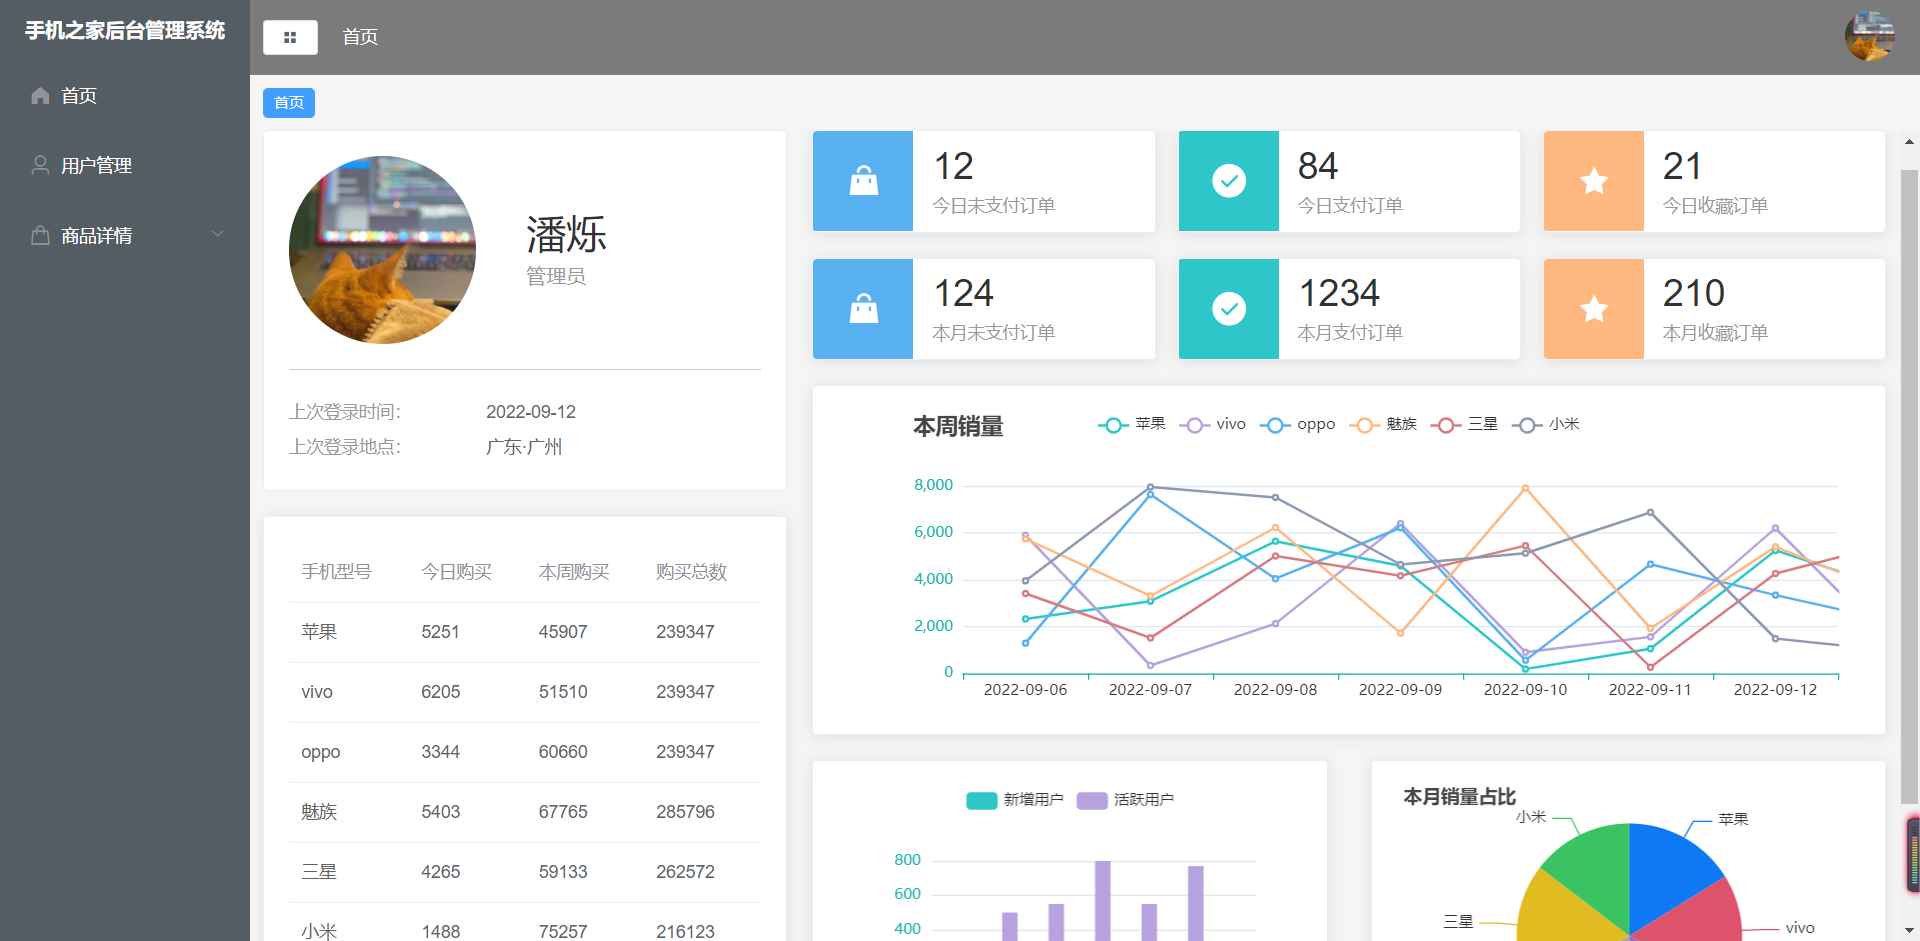 手机之家后台管理系统
首页
用户管理
商品详情
首页
首页
潘烁
管理员
上次登录时间：
2022-09-12
上次登录地点：
广东·广州
手机型号 今日购买 本周购买 购买总数
苹果 5251 45907 239347
vivo 6205 51510 239347
oppo 3344 60660 239347
魅族 5403 67765 285796
三星 4265 59133 262572
小米 1488 75257 216123
12
今日未支付订单
84
今日支付订单
21
今日收藏订单
124
本月未支付订单
1234
本月支付订单
210
本月收藏订单
本周销量
苹果 vivo oppo 魅族 三星 小米
8,000
6,000
4,000
2,000
0
2022-09-06 2022-09-07 2022-09-08 2022-09-09 2022-09-10 2022-09-11 2022-09-12
新增用户 活跃用户
800
600
400
本月销量占比
小米
苹果
三星
vivo